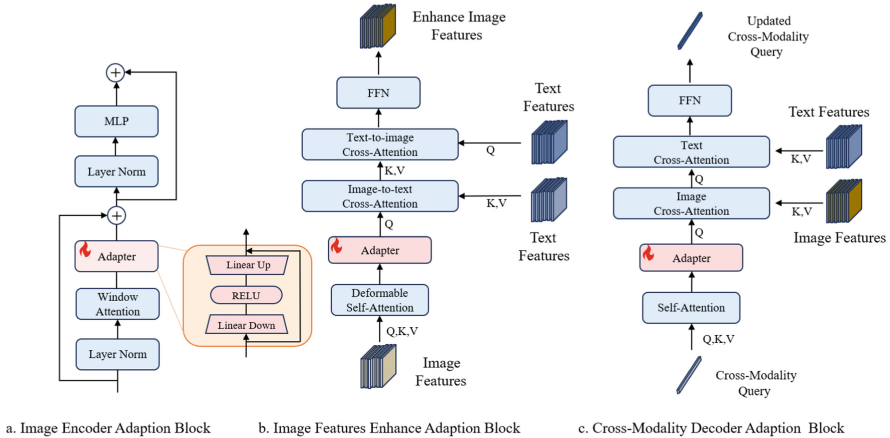 MLP
Layer Norm
Adapter
Window
Attention
Layer Norm
Linear Up
RELU
Linear Down
a. Image Encoder Adaption Block
Enhance Image
Features
FFN
Text
Features
Text-to-image
Cross-Attention
Q
K,V
Image-to-text
Cross-Attention
K,V
Q
Text
Features
Adapter
Deformable
Self-Attention
Q,K,V
Image
Features
b. Image Features Enhance Adaption Block
Updated
Cross-Modality
Query
FFN
Text Features
Text
Cross-Attention
K,V
Q
Image
Cross-Attention
K,V
Q
Image Features
Adapter
Self-Attention
Q,K,V
Cross-Modality
Query
c. Cross-Modality Decoder Adaption Block